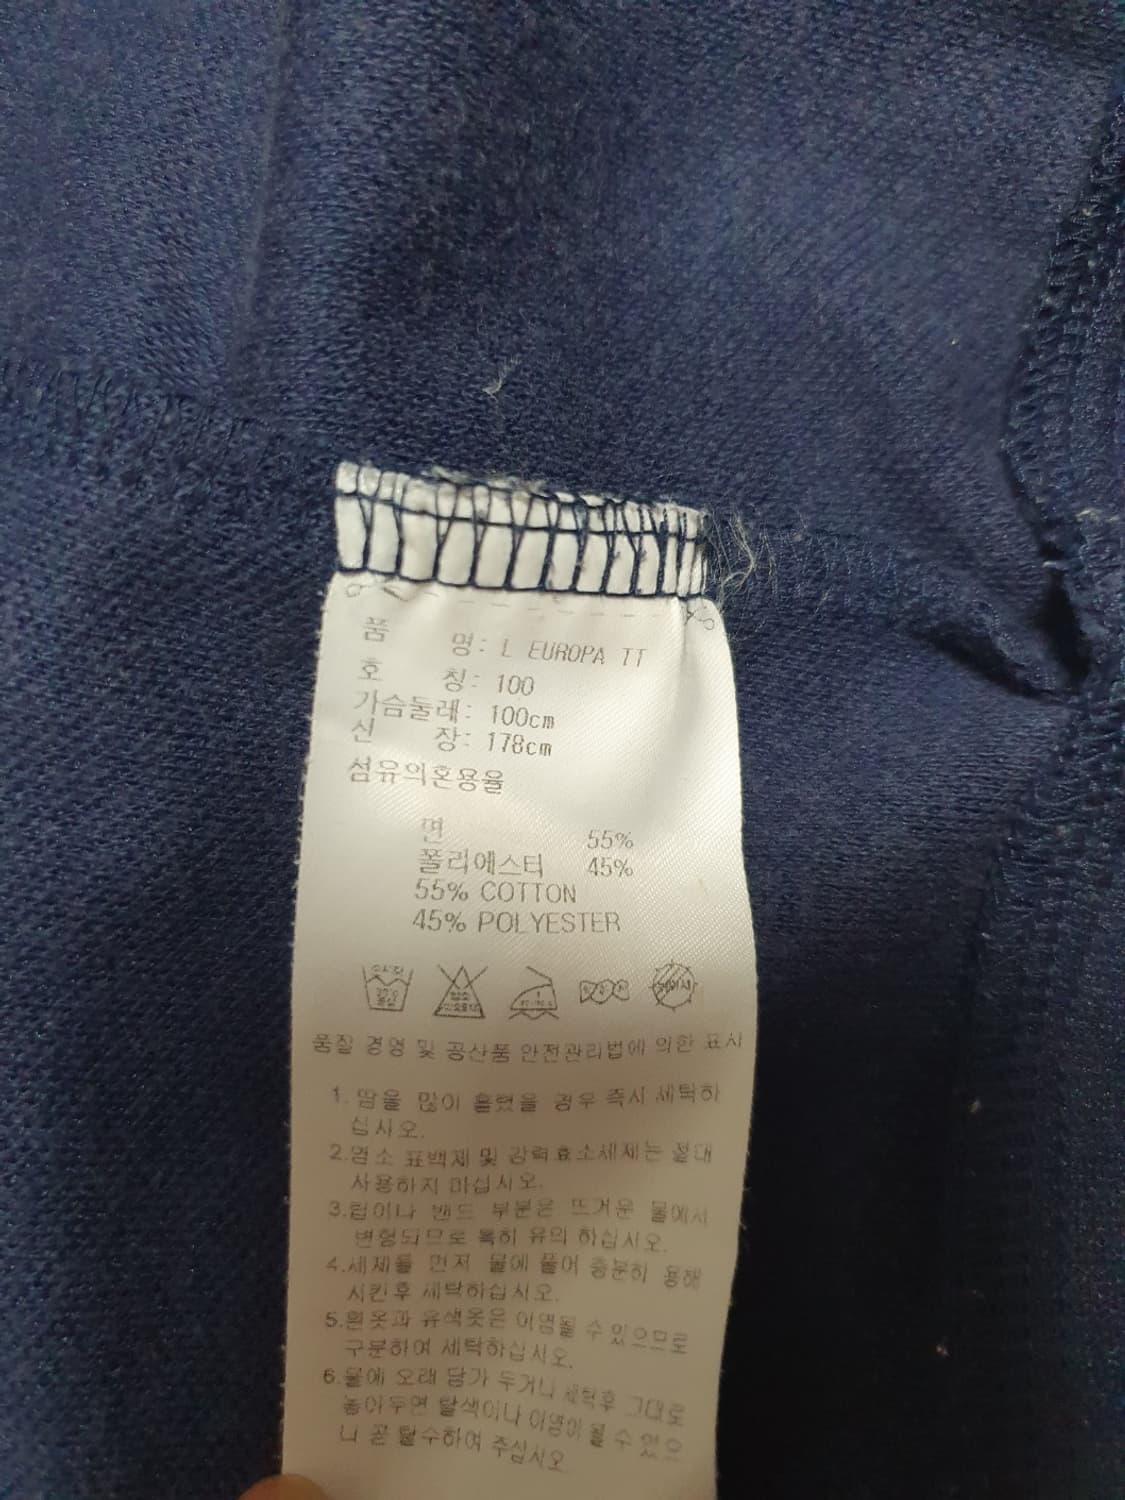 품 명: L EUROPA TT
호 칭: 100
가슴둘레: 100cm
신 장: 178cm
섬유의혼용율
면 55%
폴리에스터 45%
55% COTTON
45% POLYESTER
품질 경영 및 공산품 안전관리법에 의한 표시
1. 땀을 많이 흘렸을 경우 즉시 세탁하
십시오.
2.염소 표백제 및 강력효소세제는 절대
사용하지 마십시오.
3.립이나 밴드 부분은 뜨거운 물에서
변형되므로 특히 유의 하십시오.
4.세제를 먼저 물에 풀어 충분히 용해
시킨후 세탁하십시오.
5.흰옷과 유색옷은 이염될 수 있으므로
구분하여 세탁하십시오.
6.물에 오래 담가 두거나 세탁후 그대로
놓아두면 탈색이나 이염이 될 수 있으
니 곧 탈수하여 주십시오